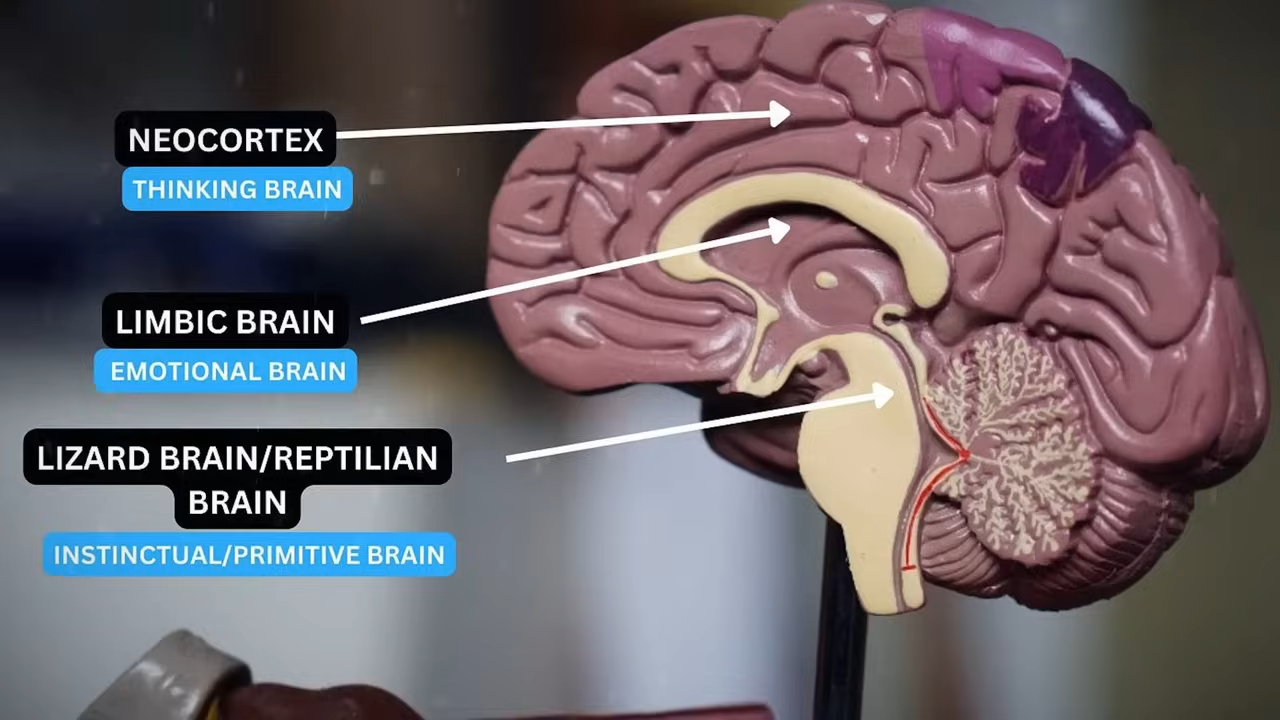 NEOCORTEX
THINKING BRAIN
LIMBIC BRAIN
EMOTIONAL BRAIN
LIZARD BRAIN/REPTILIAN
BRAIN
INSTINCTUAL/PRIMITIVE BRAIN